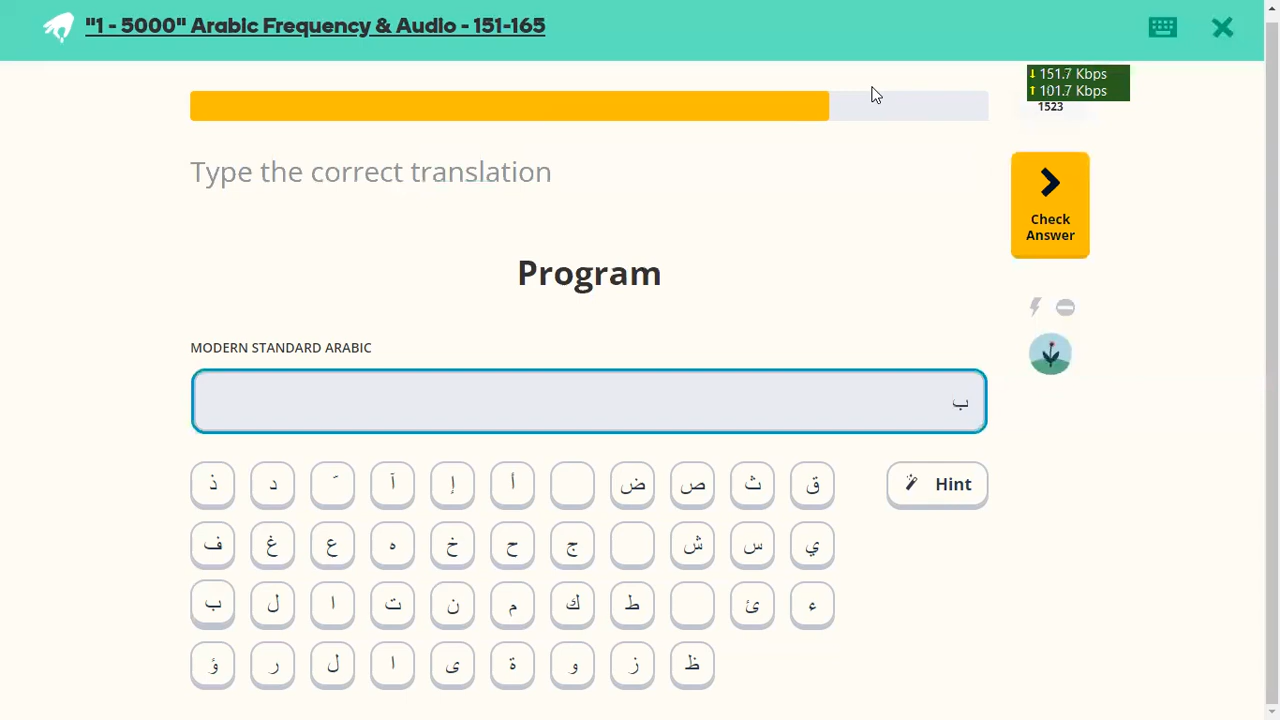 "1 - 5000" Arabic Frequency & Audio - 151-165
↓ 151.7 Kbps
↑ 101.7 Kbps
1523
Type the correct translation
Check
Answer
Program
MODERN STANDARD ARABIC
ب
ذ د َ آ إ أ ض ص ث ق
Hint
ف غ ع ه خ ح ج ش س ي
ب ل ا ت ن م ك ط ئ ء
ؤ ر ل ا ى ة و ز ظ